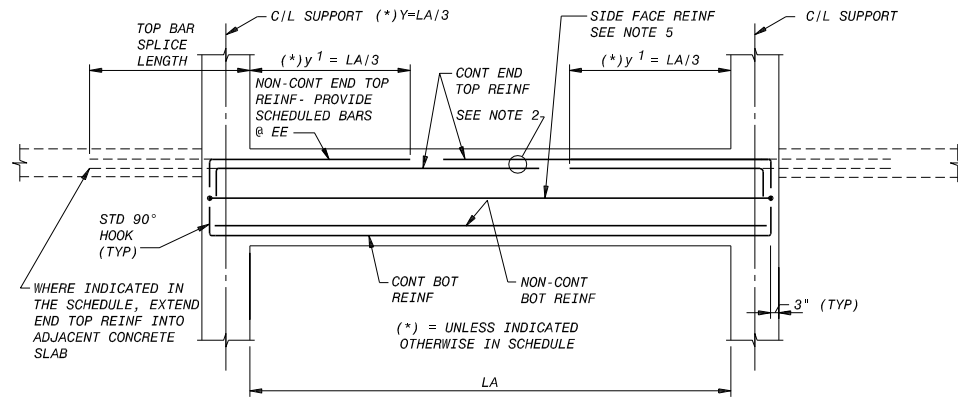 C/L SUPPORT (*)Y=LA/3
SIDE FACE REINF
SEE NOTE 5
C/L SUPPORT
TOP BAR
SPLICE
LENGTH
(*)y 1 = LA/3
CONT END
TOP REINF
(*)y 1 = LA/3
NON-CONT END TOP
REINF- PROVIDE
SCHEDULED BARS
@ EE
SEE NOTE 2
STD 90°
HOOK
(TYP)
WHERE INDICATED IN
THE SCHEDULE, EXTEND
END TOP REINF INTO
ADJACENT CONCRETE
SLAB
CONT BOT
REINF
NON-CONT
BOT REINF
3" (TYP)
(*) = UNLESS INDICATED
OTHERWISE IN SCHEDULE
LA